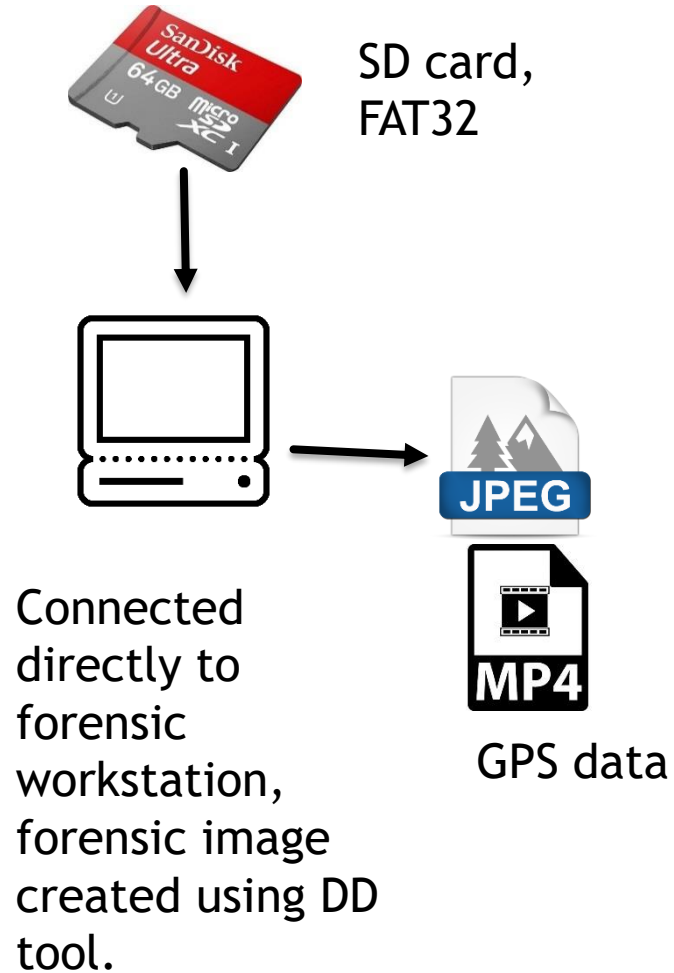 SanDisk
Ultra
64GB
micro
SD
XC I
U1
SD card,
FAT32
JPEG
MP4
GPS data
Connected
directly to
forensic
workstation,
forensic image
created using DD
tool.